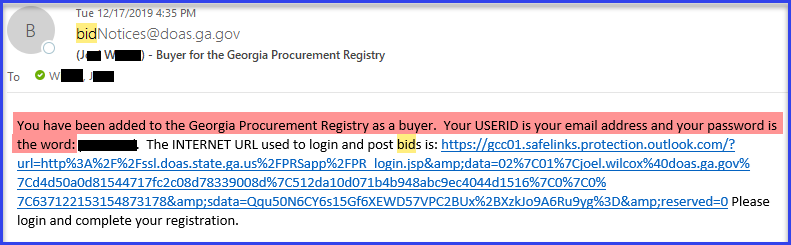 Tue 12/17/2019 4:35 PM
B
bidNotices@doas.ga.gov
(J W ) - Buyer for the Georgia Procurement Registry
To W , J
You have been added to the Georgia Procurement Registry as a buyer.  Your USERID is your email address and your password is
the word: .  The INTERNET URL used to login and post bids is: https://gcc01.safelinks.protection.outlook.com/?
url=http%3A%2F%2Fssl.doas.state.ga.us%2FPRSapp%2FPR_login.jsp&amp;data=02%7C01%7Cjoel.wilcox%40doas.ga.gov%
7Cd4d50a0d81544717fc2c08d78339008d%7C512da10d071b4b948abc9ec4044d1516%7C0%7C0%
7C637122153154873178&amp;sdata=Qqu50N6CY6s15Gf6XEWD57VPC2BUx%2BXzkJo9A6Ru9yg%3D&amp;reserved=0 Please
login and complete your registration.